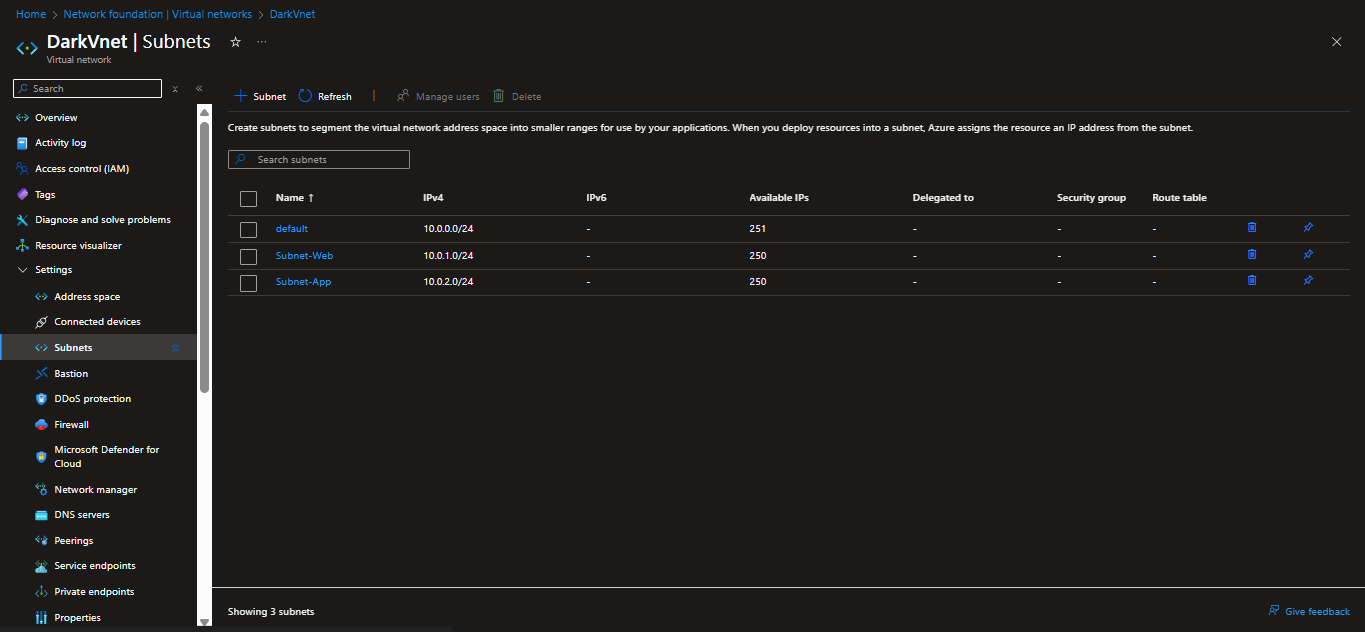 Home > Network foundation | Virtual networks > DarkVnet
DarkVnet | Subnets
Virtual network
Search
Overview
Activity log
Access control (IAM)
Tags
Diagnose and solve problems
Resource visualizer
Settings
Address space
Connected devices
Subnets
Bastion
DDoS protection
Firewall
Microsoft Defender for
Cloud
Network manager
DNS servers
Peerings
Service endpoints
Private endpoints
Properties
+ Subnet Refresh | Manage users Delete
Create subnets to segment the virtual network address space into smaller ranges for use by your applications. When you deploy resources into a subnet, Azure assigns the resource an IP address from the subnet.
Search subnets
Name ↑ IPv4 IPv6 Available IPs Delegated to Security group Route table
default 10.0.0.0/24 - 251 - - -
Subnet-Web 10.0.1.0/24 - 250 - - -
Subnet-App 10.0.2.0/24 - 250 - - -
Showing 3 subnets
Give feedback